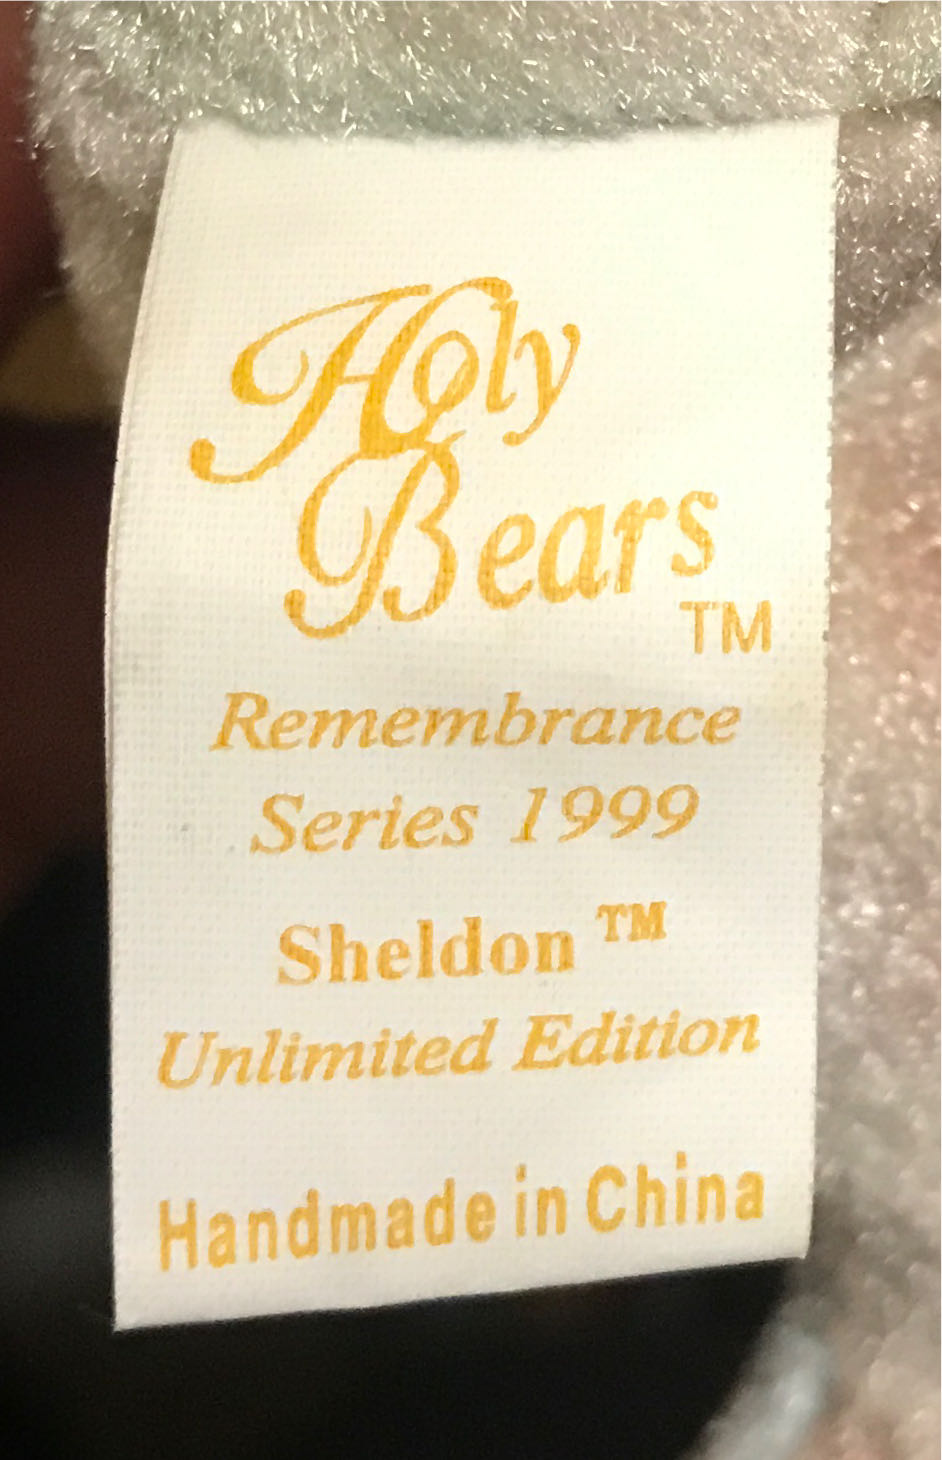 Holy
Bears
TM
Remembrance
Series 1999
Sheldon TM
Unlimited Edition
Handmade in China